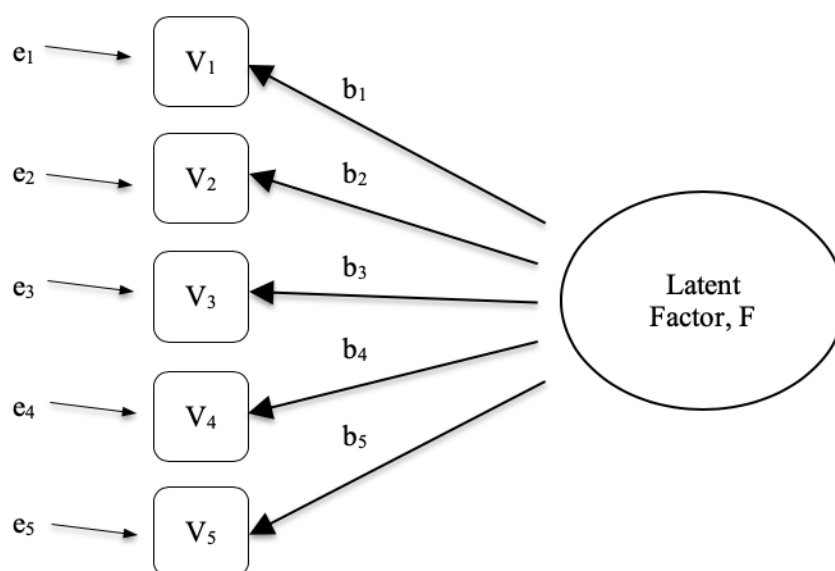 e₁
V₁
b₁
e₂
V₂
b₂
e₃
V₃
b₃
Latent
Factor, F
e₄
V₄
b₄
e₅
V₅
b₅